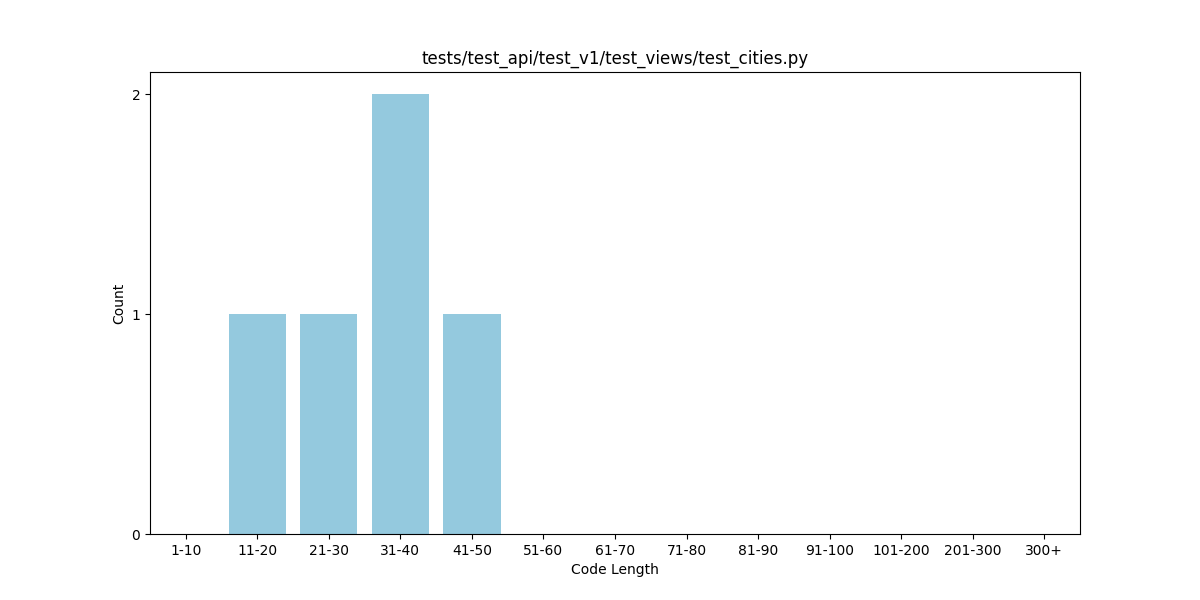 tests/test_api/test_v1/test_views/test_cities.py
Count
2
1
0
1-10 11-20 21-30 31-40 41-50 51-60 61-70 71-80 81-90 91-100 101-200 201-300 300+
Code Length